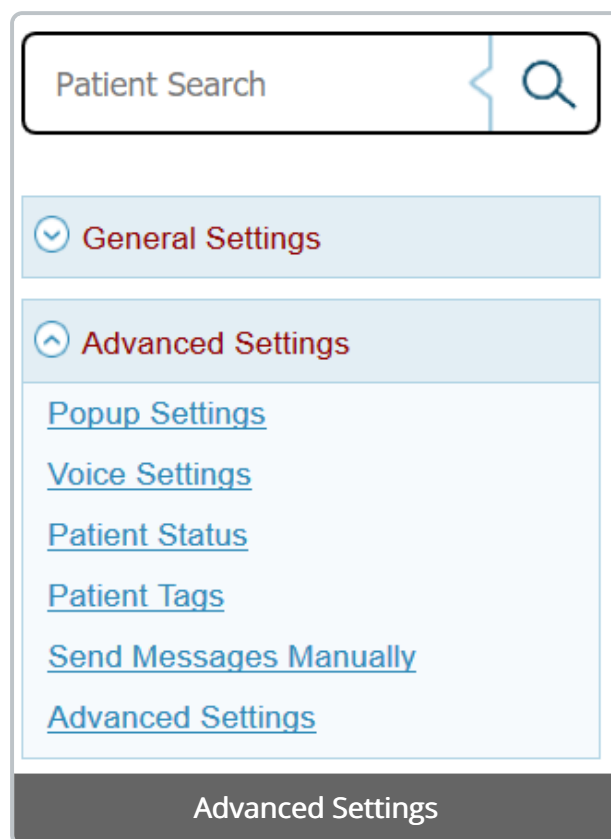 Patient Search
General Settings
Advanced Settings
Popup Settings
Voice Settings
Patient Status
Patient Tags
Send Messages Manually
Advanced Settings
Advanced Settings